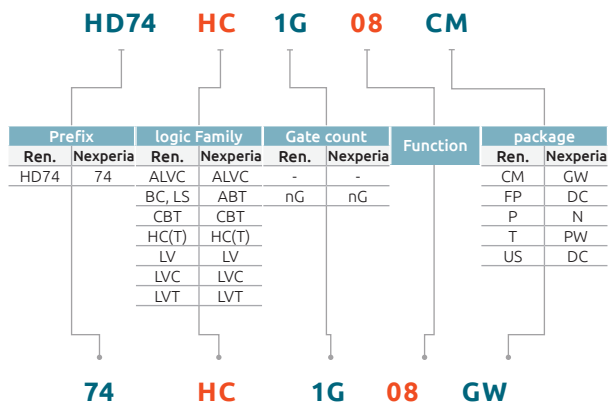 HD74 HC 1G 08 CM
Prefix logic Family Gate count Function package
Ren. Nexperia Ren. Nexperia Ren. Nexperia Ren. Nexperia
HD74 74 ALVC ALVC - - CM GW
BC, LS ABT nG nG FP DC
CBT CBT P N
HC(T) HC(T) T PW
LV LV US DC
LVC LVC
LVT LVT
74 HC 1G 08 GW